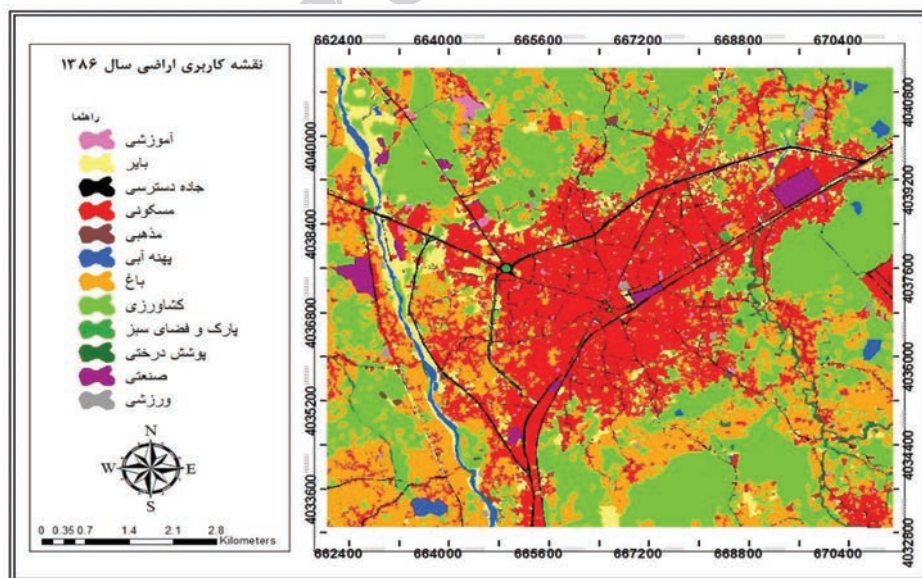 نقشه کاربری اراضی سال ۱۳۸۶
راهنما
آموزشی
بایر
جاده دسترسی
مسکونی
مذهبی
پهنه آبی
باغ
کشاورزی
پارک و فضای سبز
پوشش درختی
صنعتی
ورزشی
N
W E
S
0 0.35 0.7 1.4 2.1 2.8
Kilometers
662400 664000 665600 667200 668800 670400
4040000
4038400
4036800
4035200
4033600
4040800
4039200
4037600
4036000
4034400
4032800
662400 664000 665600 667200 668800 670400